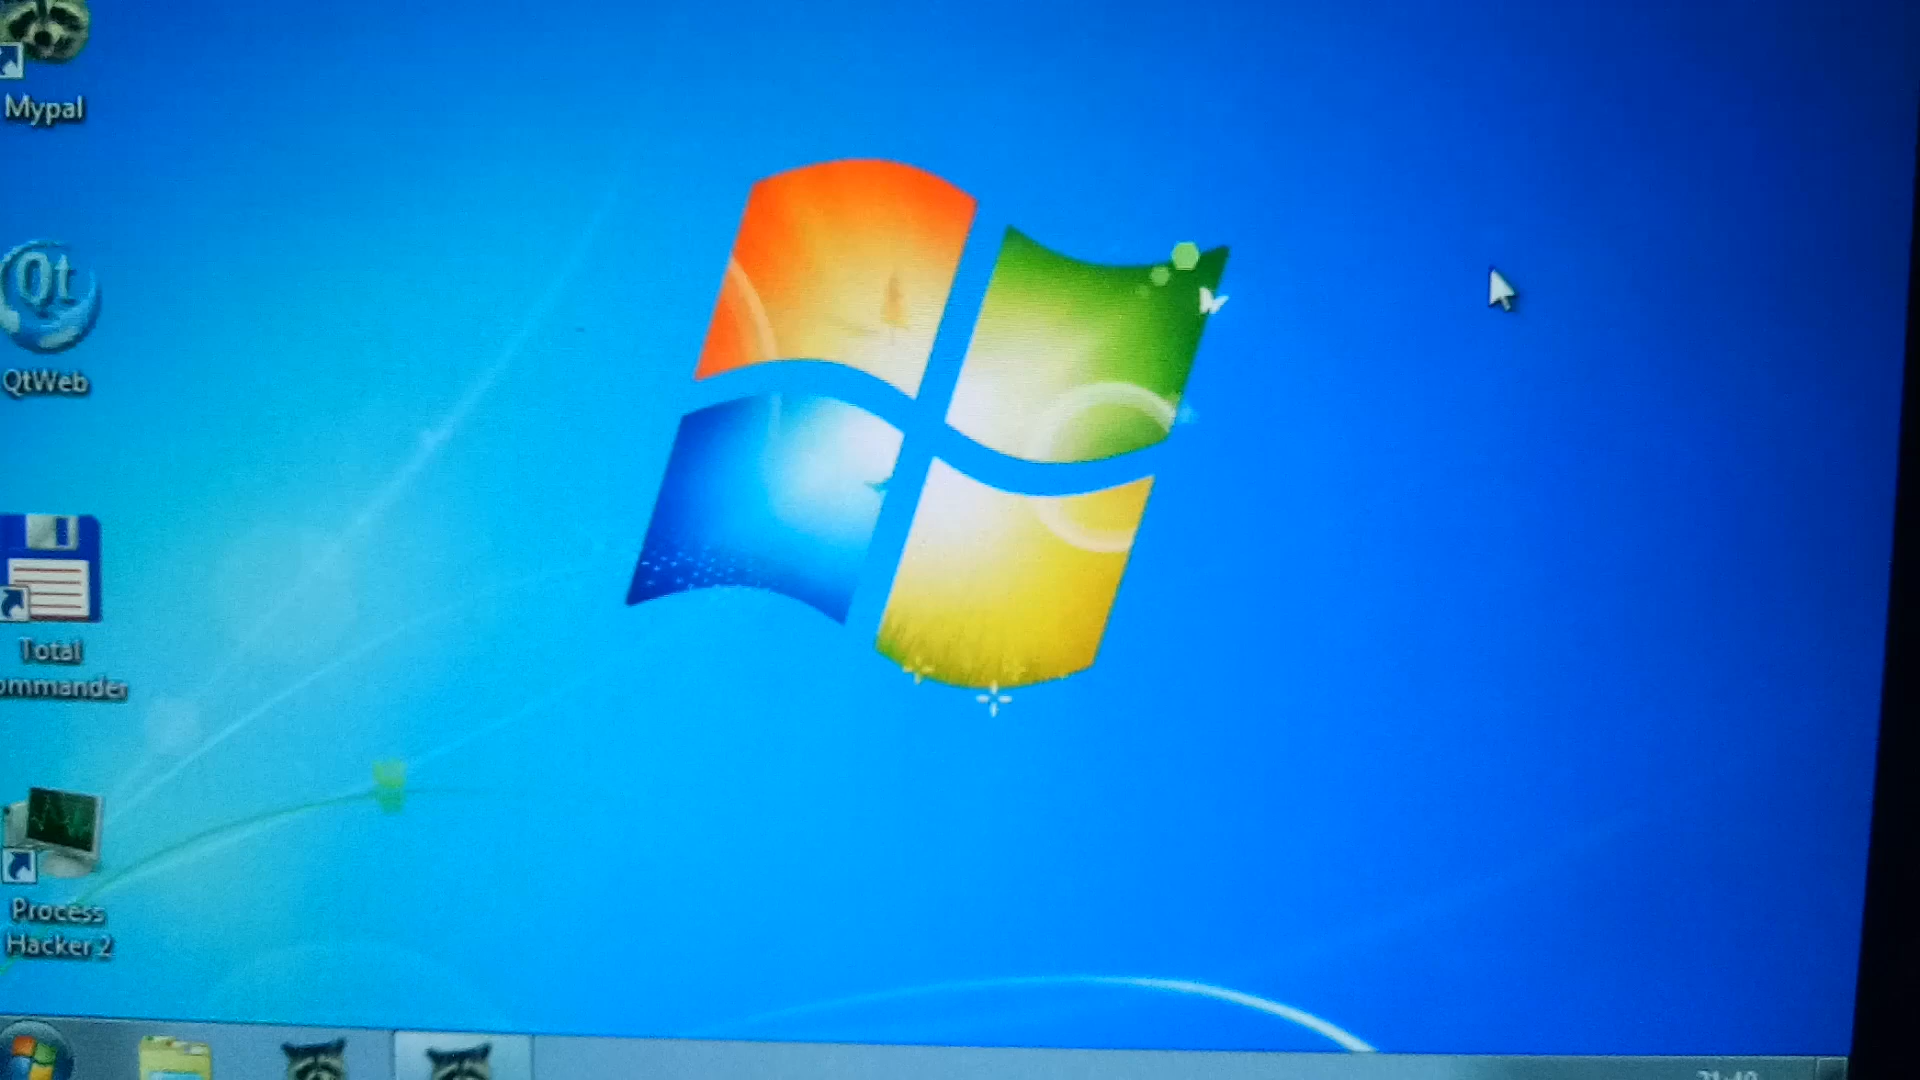 Mypal
Qt
QtWeb
Total
ommander
Process
Hacker 2